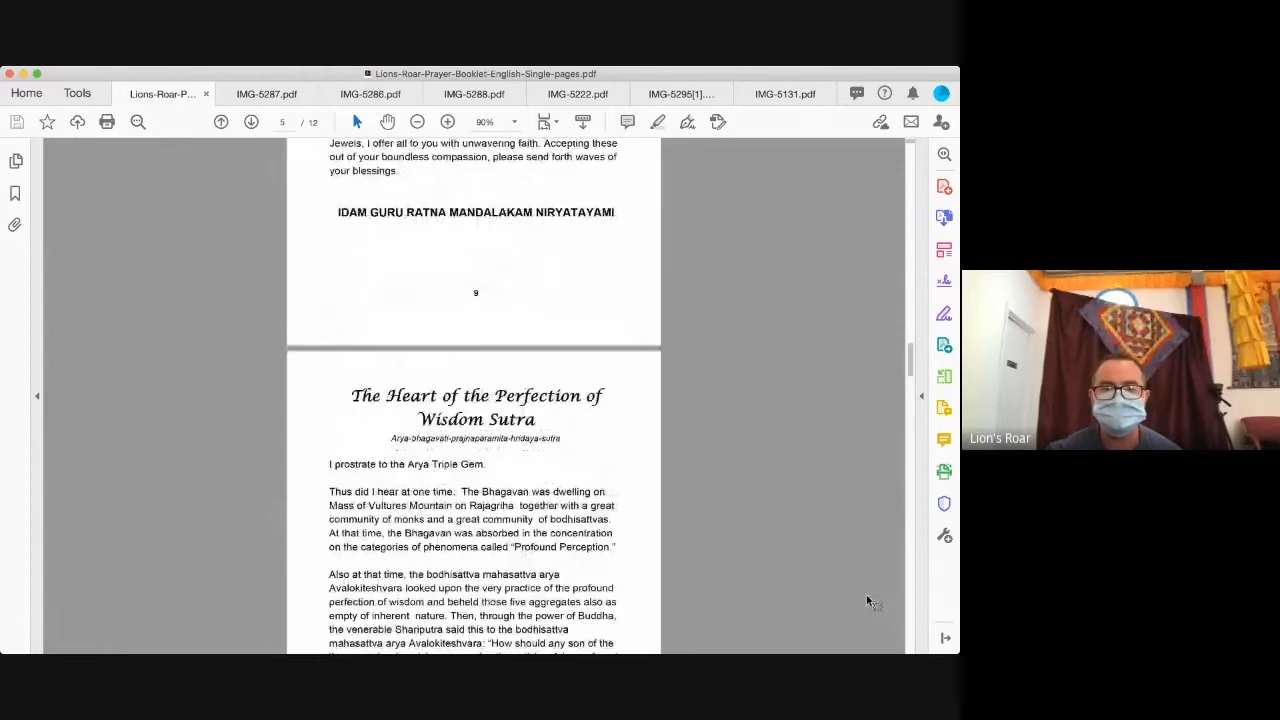 Lions-Roar-Prayer-Booklet-English-Single-pages.pdf
Home Tools Lions-Roar-P... × IMG-5287.pdf IMG-5286.pdf IMG-5288.pdf IMG-5222.pdf IMG-5295[1].... IMG-5131.pdf
5 / 12 90%
Jewels, I offer all to you with unwavering faith. Accepting these
out of your boundless compassion, please send forth waves of
your blessings.
IDAM GURU RATNA MANDALAKAM NIRYATAYAMI
9
The Heart of the Perfection of
Wisdom Sutra
Arya-bhagavati-prajnaparamita-hridaya-sutra
I prostrate to the Arya Triple Gem.
Thus did I hear at one time. The Bhagavan was dwelling on
Mass of Vultures Mountain on Rajagriha together with a great
community of monks and a great community of bodhisattvas.
At that time, the Bhagavan was absorbed in the concentration
on the categories of phenomena called “Profound Perception.”
Also at that time, the bodhisattva mahasattva arya
Avalokiteshvara looked upon the very practice of the profound
perfection of wisdom and beheld those five aggregates also as
empty of inherent nature. Then, through the power of Buddha,
the venerable Shariputra said this to the bodhisattva
mahasattva arya Avalokiteshvara: “How should any son of the
Lion's Roar